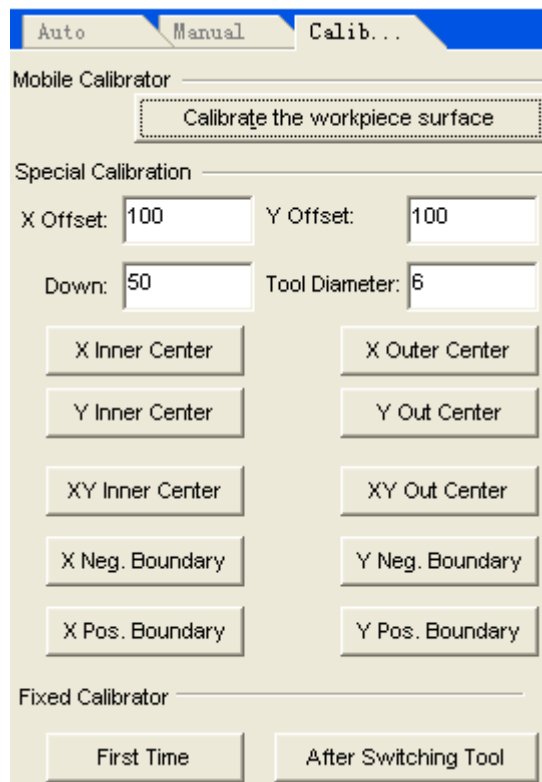 Auto Manual Calib...
Mobile Calibrator
Calibrate the workpiece surface
Special Calibration
X Offset: 100 Y Offset: 100
Down: 50 Tool Diameter: 6
X Inner Center X Outer Center
Y Inner Center Y Out Center
XY Inner Center XY Out Center
X Neg. Boundary Y Neg. Boundary
X Pos. Boundary Y Pos. Boundary
Fixed Calibrator
First Time After Switching Tool